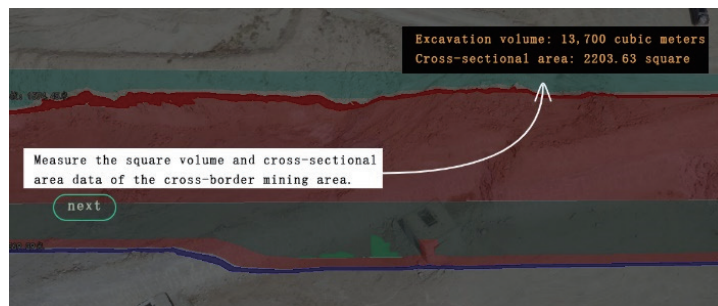 Excavation volume: 13,700 cubic meters
Cross-sectional area: 2203.63 square
Measure the square volume and cross-sectional
area data of the cross-border mining area.
next